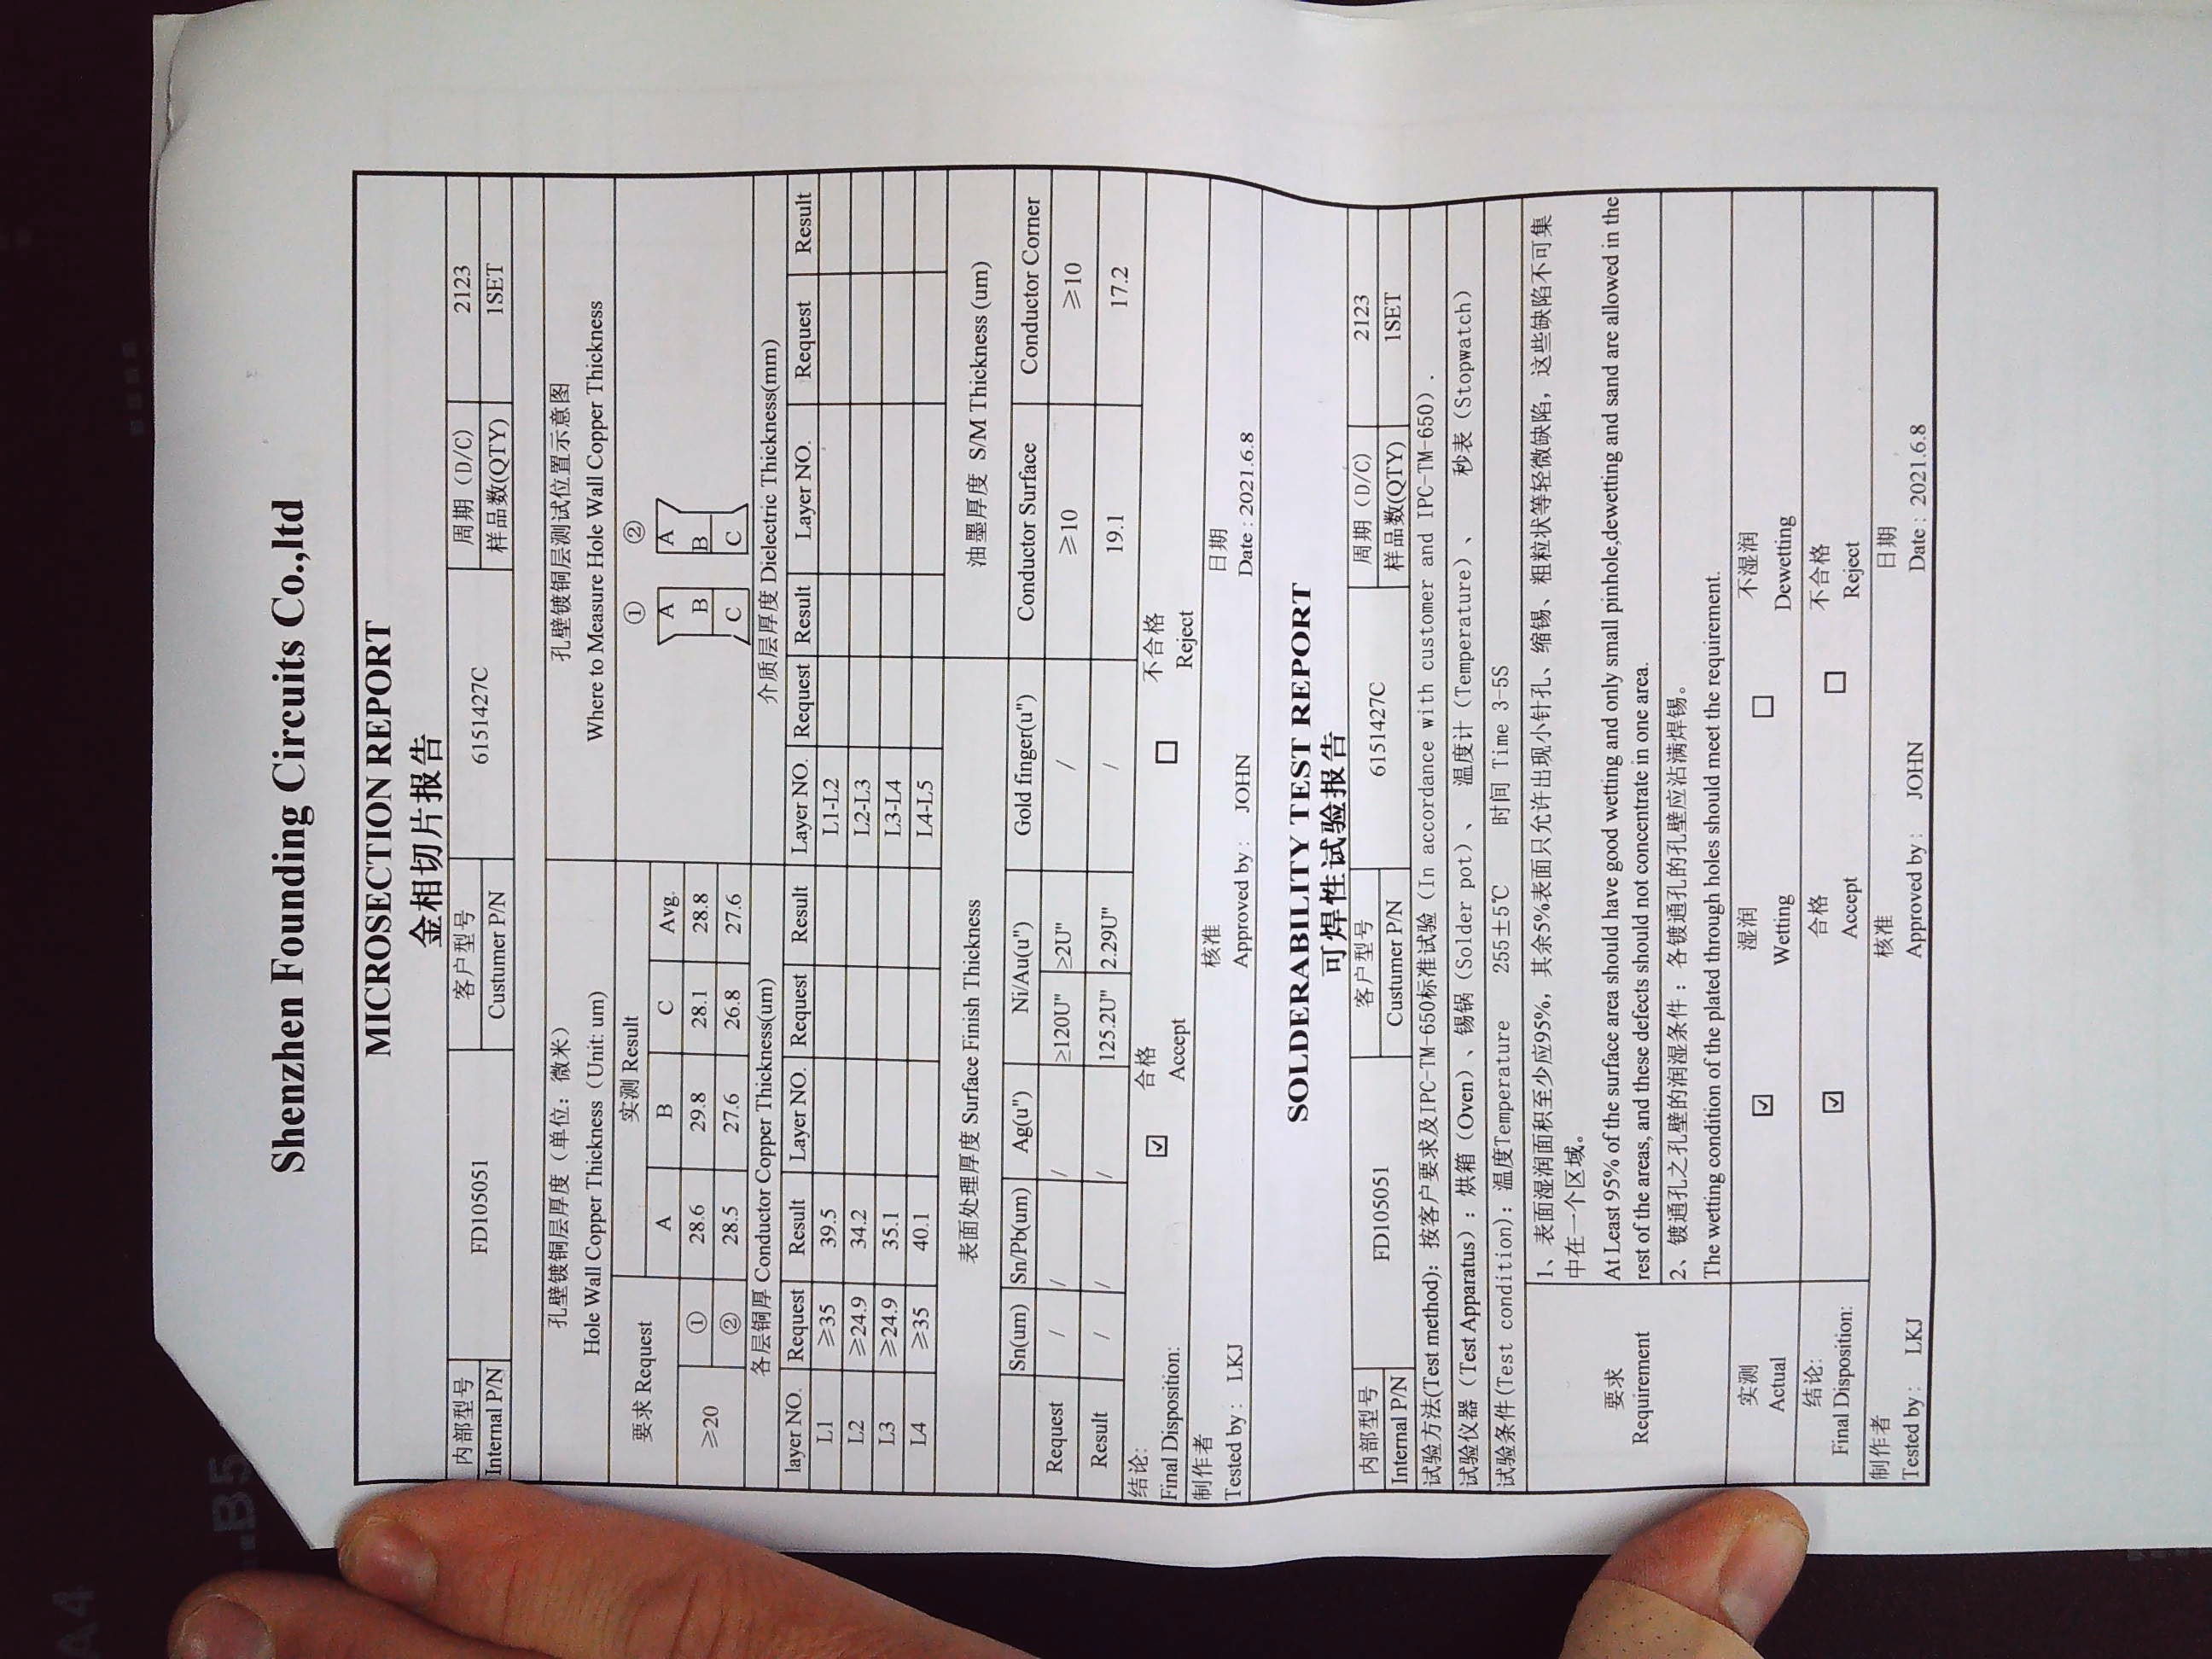 Shenzhen Founding Circuits Co.,ltd
MICROSECTION REPORT
金相切片报告
内部型号 Internal P/N FD105051 客户型号 Custumer P/N 6151427C 周期（D/C） 2123
样品数(QTY) 1SET
孔壁镀铜层厚度（单位：微米） 孔壁镀铜层测试位置示意图
Hole Wall Copper Thickness（Unit: um） Where to Measure Hole Wall Copper Thickness
要求 Request 实测 Result ① ②
A B C Avg. A A
≥20 ① 28.6 29.8 28.1 28.8 B B
② 28.5 27.6 26.8 27.6 C C
各层铜厚 Conductor Copper Thickness(um) 介质层厚度 Dielectric Thickness(mm)
layer NO. Request Result Layer NO. Request Result Layer NO. Request Result Layer NO. Request Result
L1 ≥35 39.5 L1-L2
L2 ≥24.9 34.2 L2-L3
L3 ≥24.9 35.1 L3-L4
L4 ≥35 40.1 L4-L5
表面处理厚度 Surface Finish Thickness 油墨厚度 S/M Thickness (um)
Sn(um) Sn/Pb(um) Ag(u") Ni/Au(u") Gold finger(u") Conductor Surface Conductor Corner
Request / / / ≥120U" ≥2U" / ≥10 ≥10
Result / / / 125.2U" 2.29U" / 19.1 17.2
结论: ☑ 合格 □ 不合格
Final Disposition: Accept Reject
制作者 核准 日期
Tested by： LKJ Approved by： JOHN Date : 2021.6.8
SOLDERABILITY TEST REPORT
可焊性试验报告
内部型号 Internal P/N FD105051 客户型号 Custumer P/N 6151427C 周期（D/C） 2123
样品数(QTY) 1SET
试验方法(Test method)：按客户要求及IPC-TM-650标准试验（In accordance with customer and IPC-TM-650）.
试验仪器（Test Apparatus）：烘箱（Oven）、锡锅（Solder pot）、 温度计（Temperature）、 秒表（Stopwatch）
试验条件(Test condition)：温度Temperature 255±5℃ 时间 Time 3-5S
要求
Requirement
1、表面湿润面积至少应95%，其余5%表面只允许出现小针孔、缩锡、粗粒状等轻微缺陷，这些缺陷不可集
中在一个区域。
At Least 95% of the surface area should have good wetting and only small pinhole,dewetting and sand are allowed in the
rest of the areas, and these defects should not concentrate in one area.
2、镀通孔之孔壁的润湿条件：各镀通孔的孔壁应沾满焊锡。
The wetting condition of the plated through holes should meet the requirement.
实测 ☑ 湿润 □ 不湿润
Actual Wetting Dewetting
结论: ☑ 合格 □ 不合格
Final Disposition: Accept Reject
制作者 核准 日期
Tested by： LKJ Approved by： JOHN Date : 2021.6.8
A4
B5